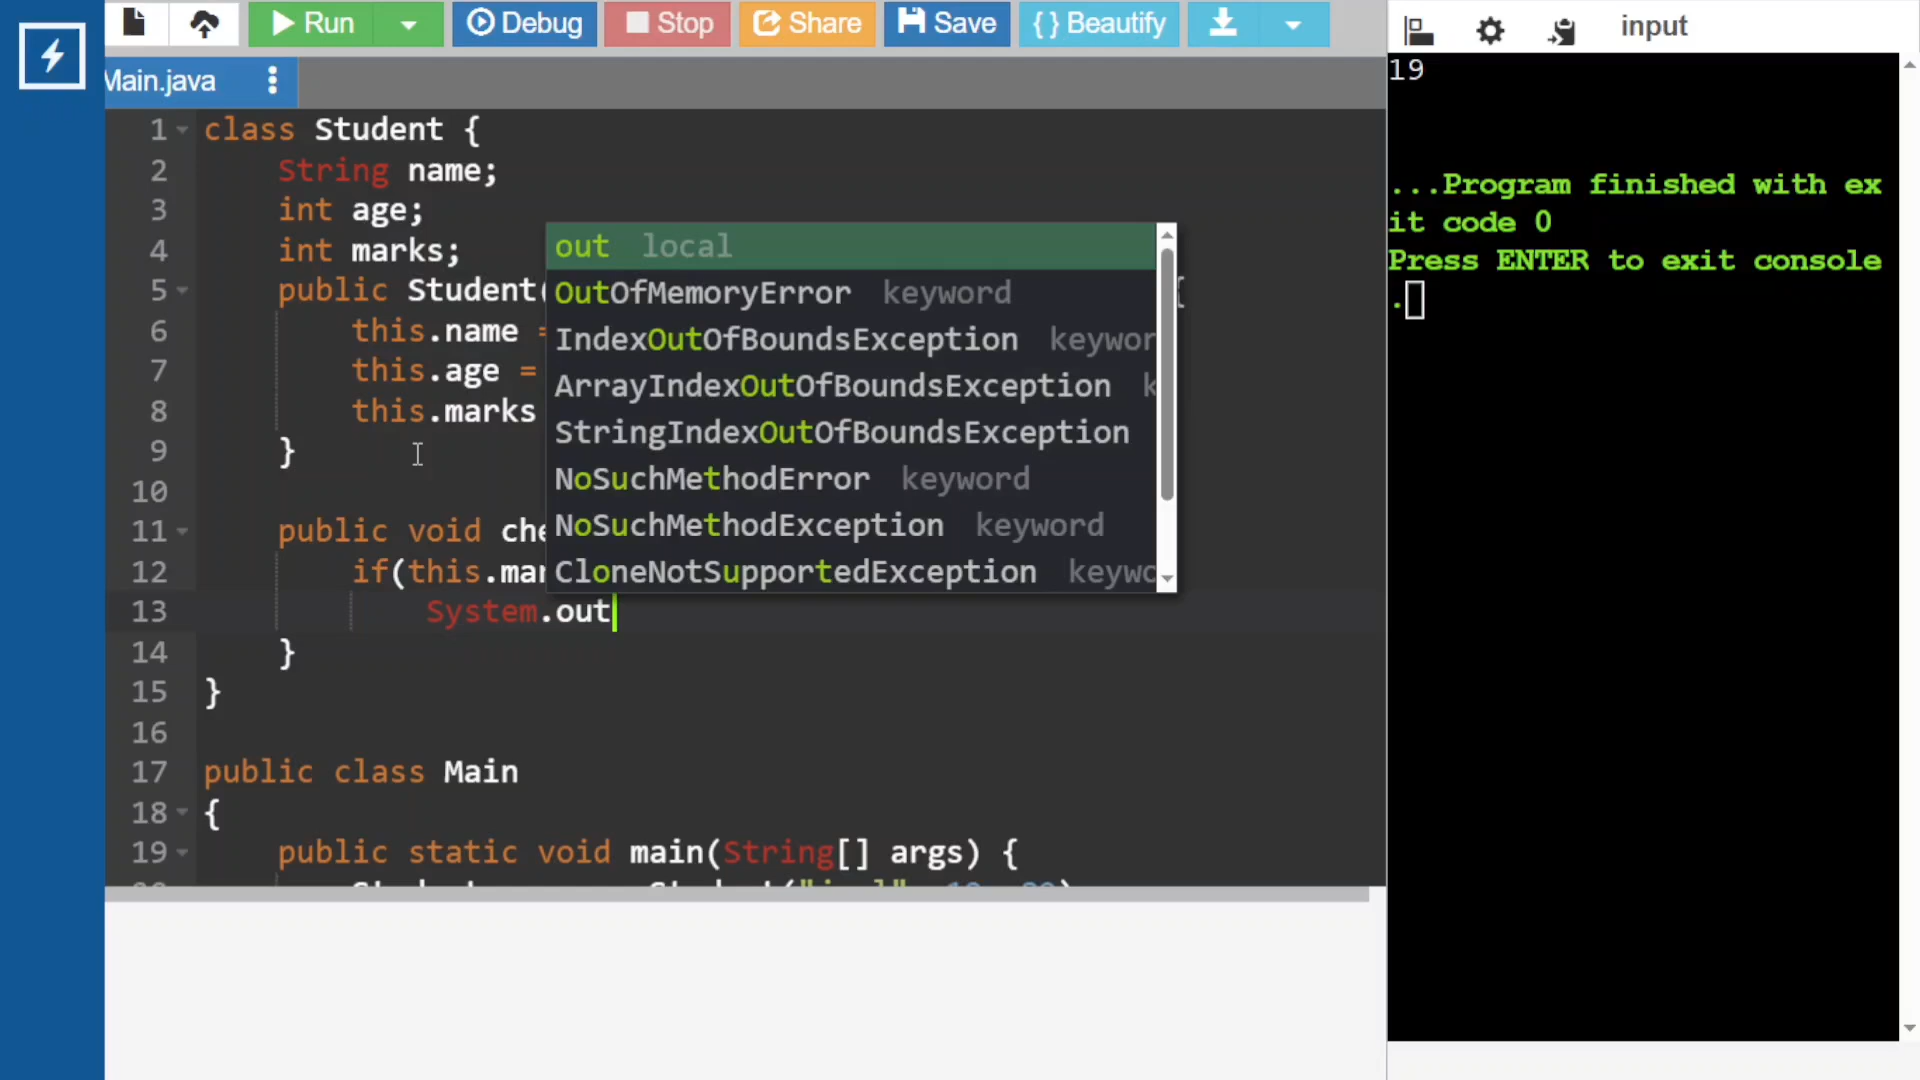 Run Debug Stop Share Save { } Beautify
input
Main.java
19
1 class Student {
2 String name;
3 int age;
4 int marks;
5 public Student( {
6 this.name =
7 this.age =
8 this.marks
9 }
10
11 public void che
12 if(this.mar
13 System.out
14 }
15 }
16
17 public class Main
18 {
19 public static void main(String[] args) {
out local
OutOfMemoryError keyword
IndexOutOfBoundsException keywor
ArrayIndexOutOfBoundsException k
StringIndexOutOfBoundsException
NoSuchMethodError keyword
NoSuchMethodException keyword
CloneNotSupportedException keywo
...Program finished with ex
it code 0
Press ENTER to exit console
.